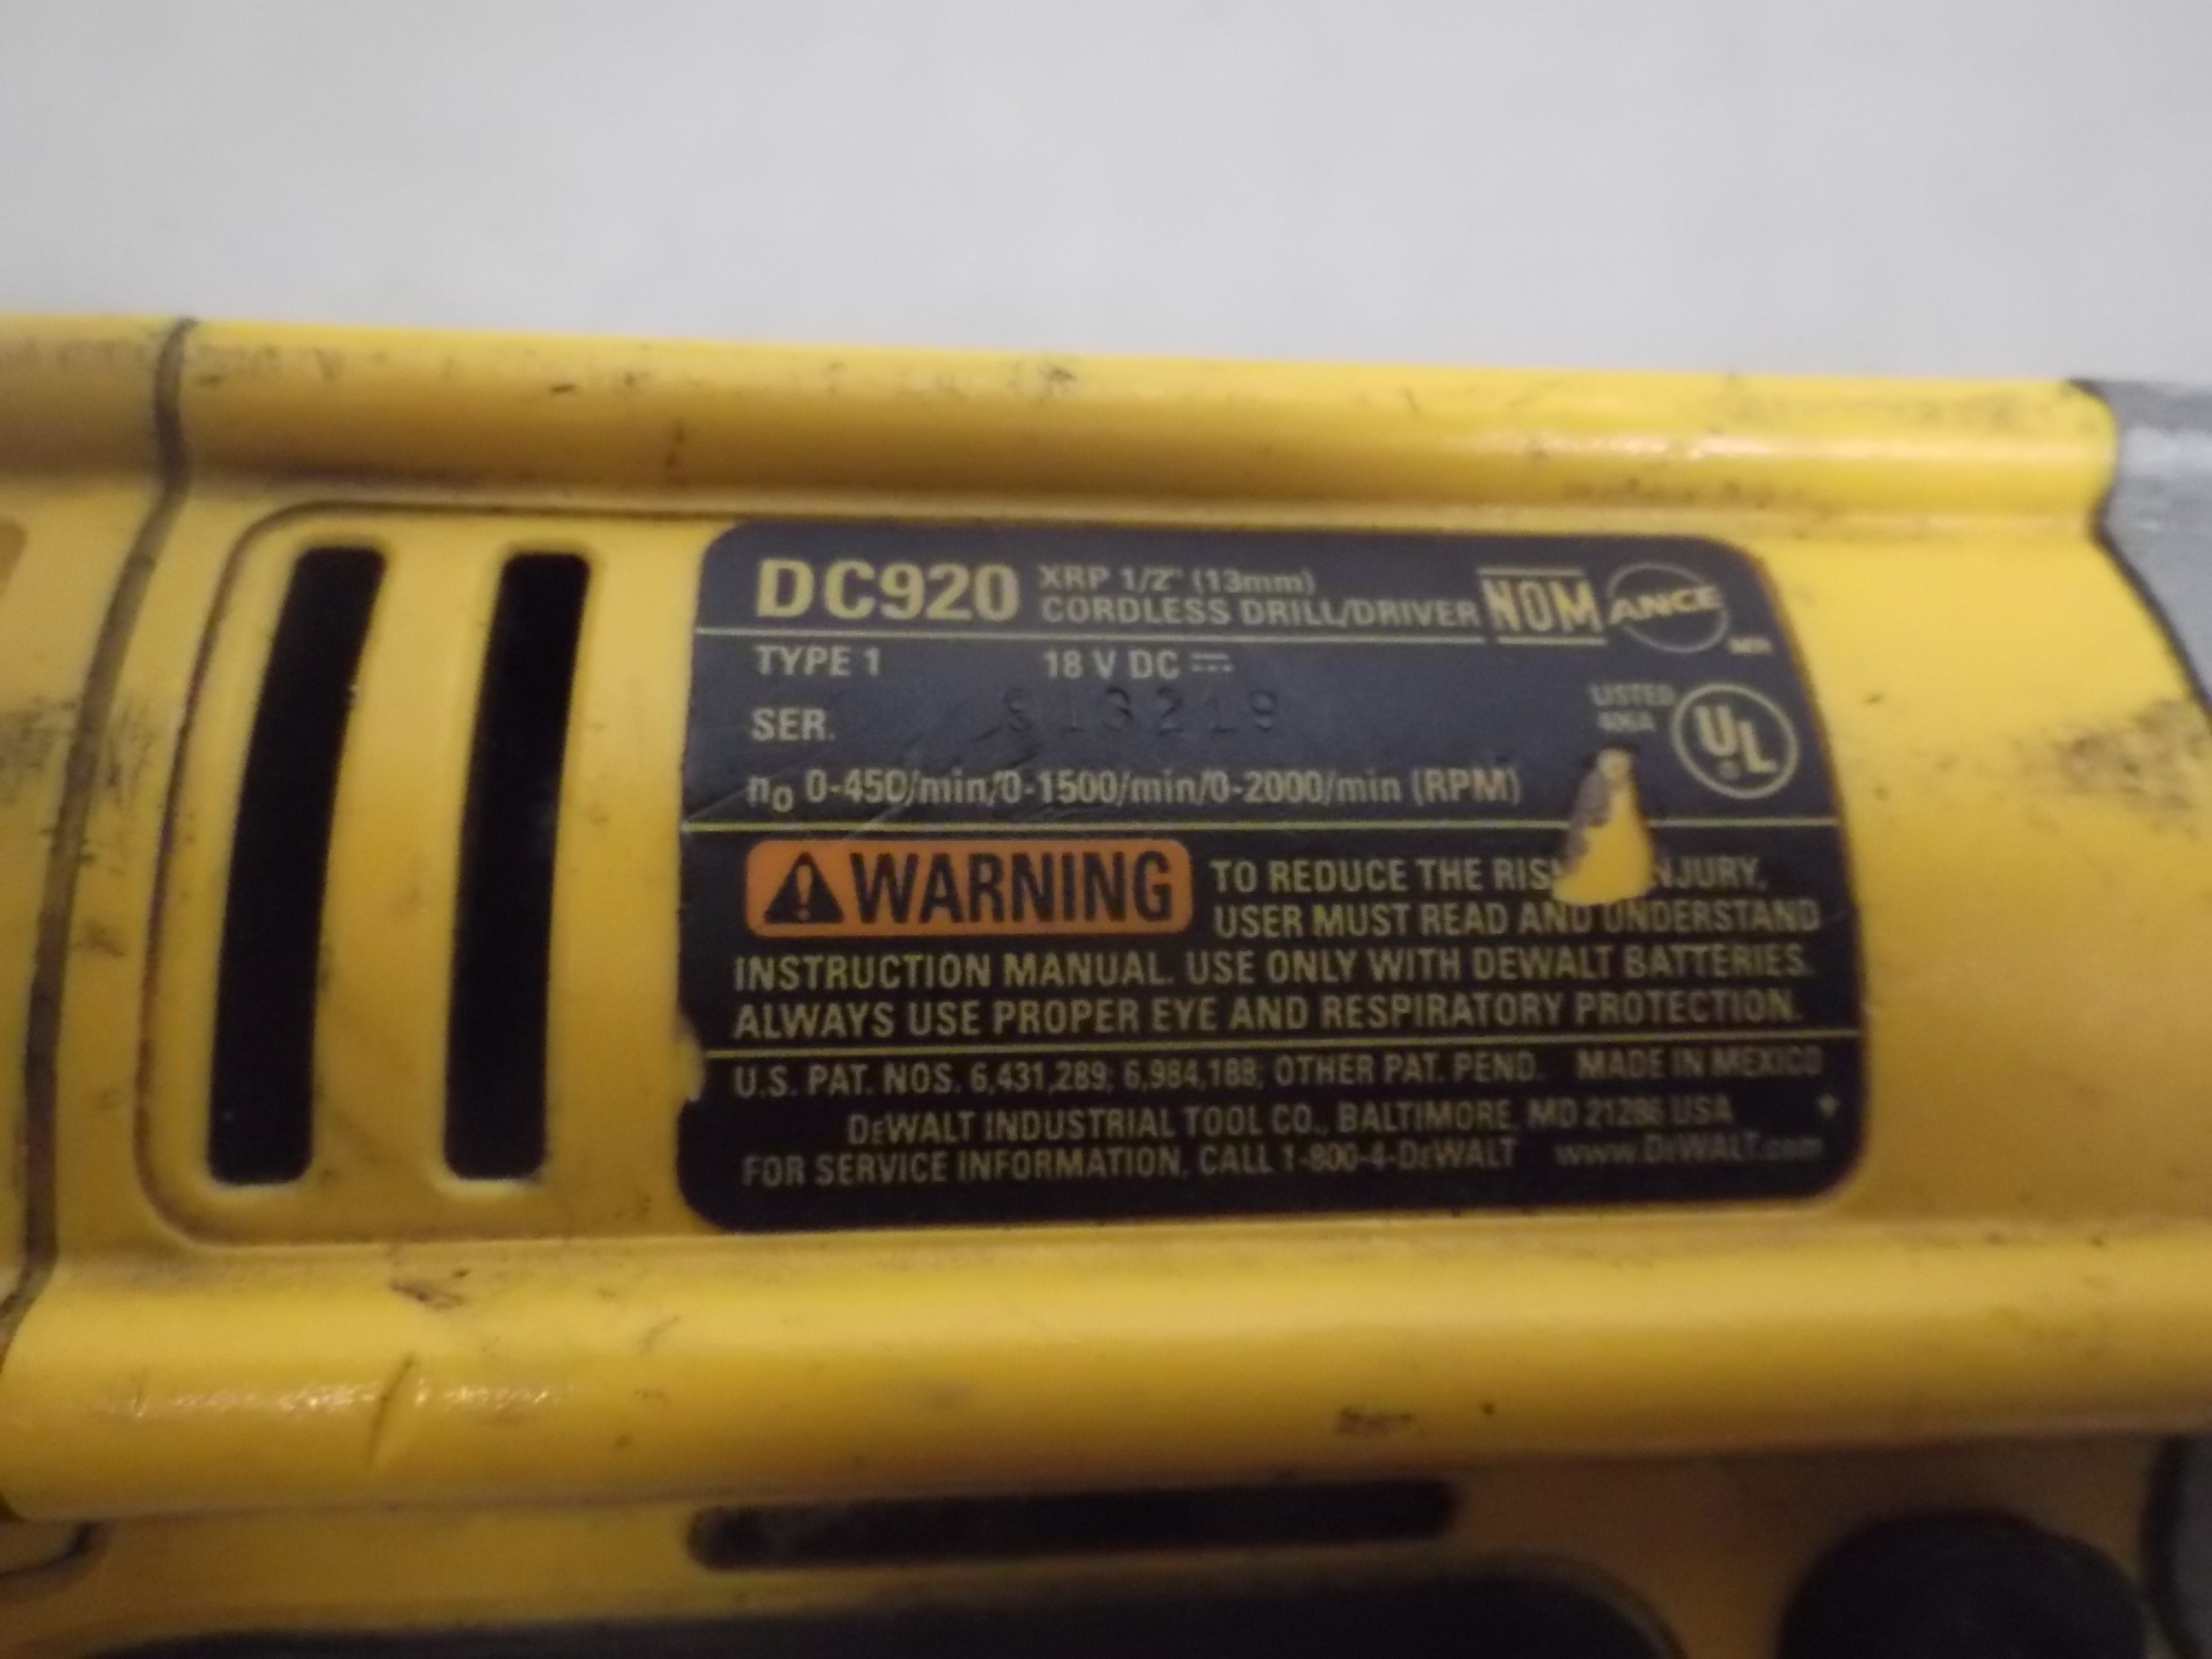 DC920 XRP 1/2" (13mm)
CORDLESS DRILL/DRIVER NOM ANCE
TYPE 1 18 V DC
SER. 813219
LISTED
n0 0-450/min/0-1500/min/0-2000/min (RPM)
UL
WARNING TO REDUCE THE RIS NJURY,
USER MUST READ AND UNDERSTAND
INSTRUCTION MANUAL. USE ONLY WITH DEWALT BATTERIES.
ALWAYS USE PROPER EYE AND RESPIRATORY PROTECTION.
U.S. PAT. NOS. 6,431,289; 6,984,188; OTHER PAT. PEND. MADE IN MEXICO
DEWALT INDUSTRIAL TOOL CO., BALTIMORE, MD 21286 USA
FOR SERVICE INFORMATION, CALL 1-800-4-DEWALT www.DEWALT.com